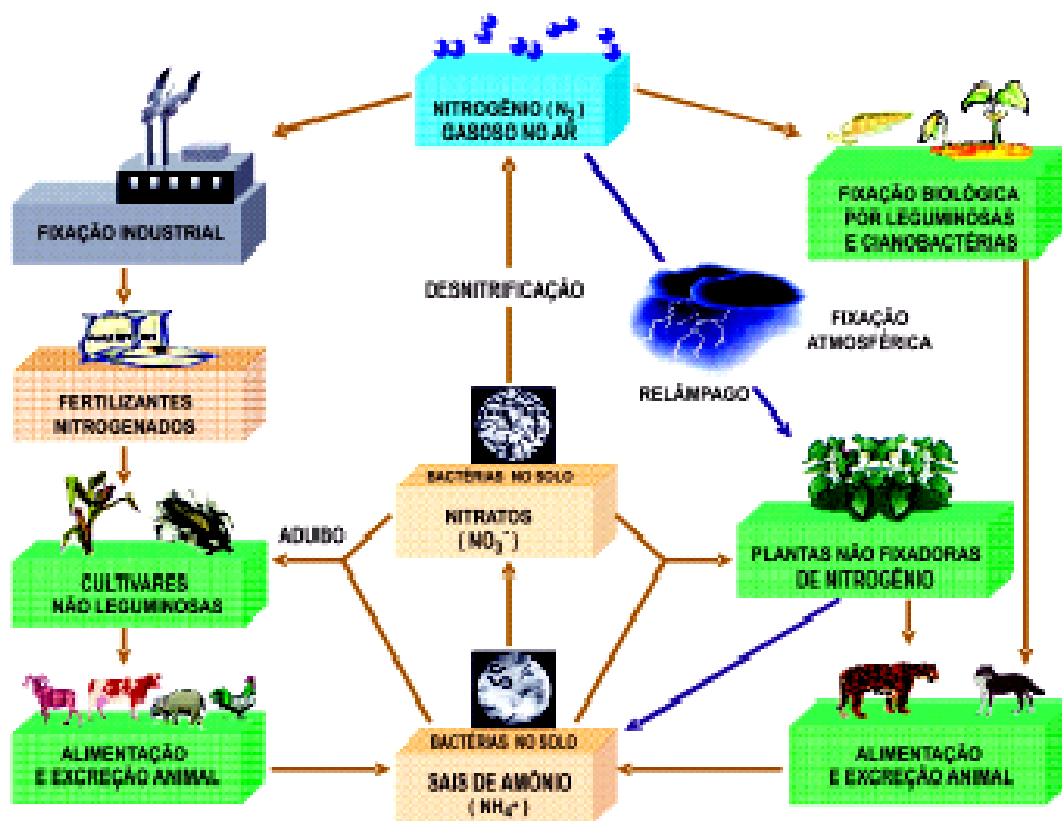 NITROGÊNIO ( N₂ )
GASOSO NO AR
FIXAÇÃO INDUSTRIAL
FIXAÇÃO BIOLÓGICA
POR LEGUMINOSAS
E CIANOBACTÉRIAS
DESNITRIFICAÇÃO
FIXAÇÃO
ATMOSFÉRICA
RELÂMPAGO
FERTILIZANTES
NITROGENADOS
BACTÉRIAS NO SOLO
NITRATOS
( NO₃⁻ )
ADUBO
CULTIVARES
NÃO LEGUMINOSAS
PLANTAS NÃO FIXADORAS
DE NITROGÊNIO
BACTÉRIAS NO SOLO
SAIS DE AMÔNIO
( NH₄⁺ )
ALIMENTAÇÃO
E EXCREÇÃO ANIMAL
ALIMENTAÇÃO
E EXCREÇÃO ANIMAL